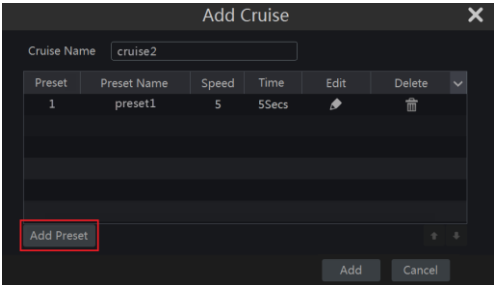 Add Cruise
Cruise Name cruise2
Preset Preset Name Speed Time Edit Delete
1 preset1 5 5Secs
Add Preset
Add Cancel